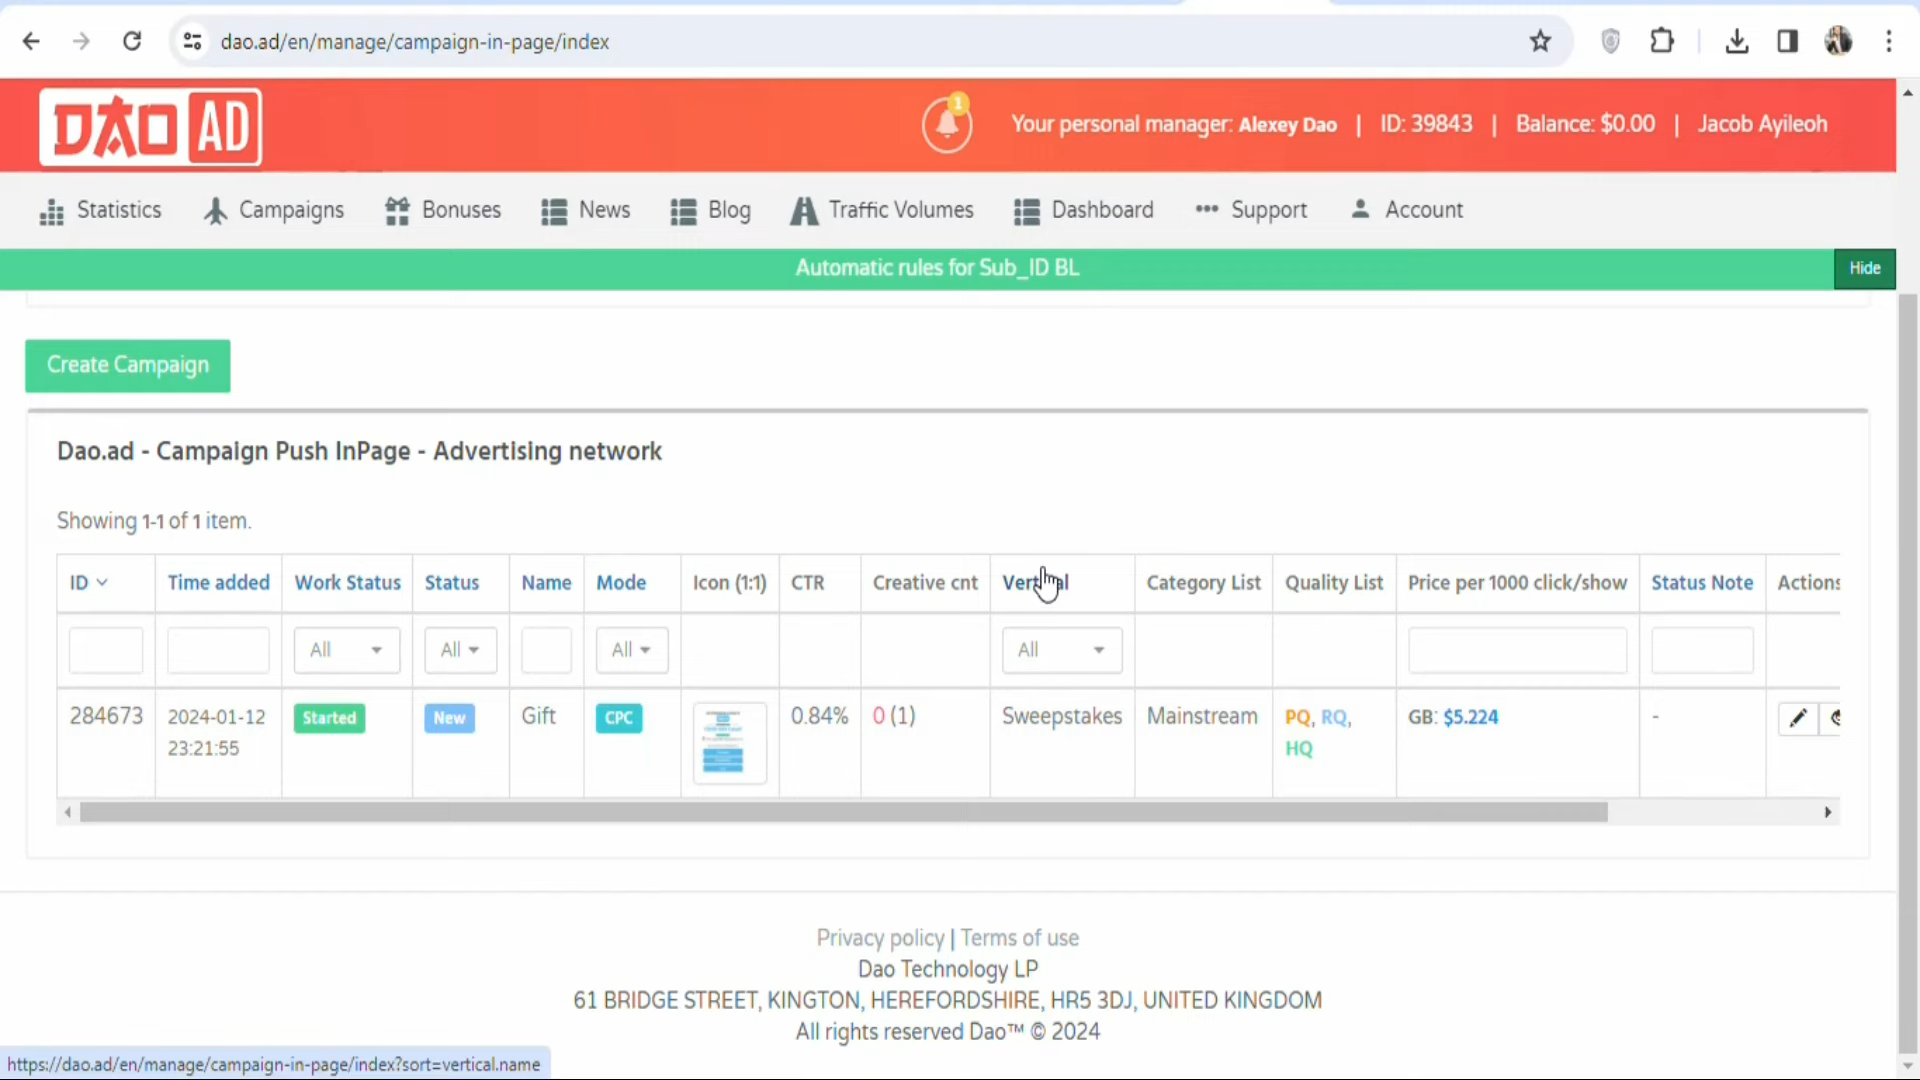 dao.ad/en/manage/campaign-in-page/index
DAO AD
1
Your personal manager: Alexey Dao | ID: 39843 | Balance: $0.00 | Jacob Ayileoh
Statistics Campaigns Bonuses News Blog Traffic Volumes Dashboard Support Account
Automatic rules for Sub_ID BL
Hide
Create Campaign
Dao.ad - Campaign Push InPage - Advertising network
Showing 1-1 of 1 item.
ID Time added Work Status Status Name Mode Icon (1:1) CTR Creative cnt Vertical Category List Quality List Price per 1000 click/show Status Note Actions
All All All All
284673 2024-01-12 Started New Gift CPC 0.84% 0 (1) Sweepstakes Mainstream PQ, RQ, GB: $5.224 -
23:21:55 HQ
Privacy policy | Terms of use
Dao Technology LP
61 BRIDGE STREET, KINGTON, HEREFORDSHIRE, HR5 3DJ, UNITED KINGDOM
All rights reserved Dao™ © 2024
https://dao.ad/en/manage/campaign-in-page/index?sort=vertical.name